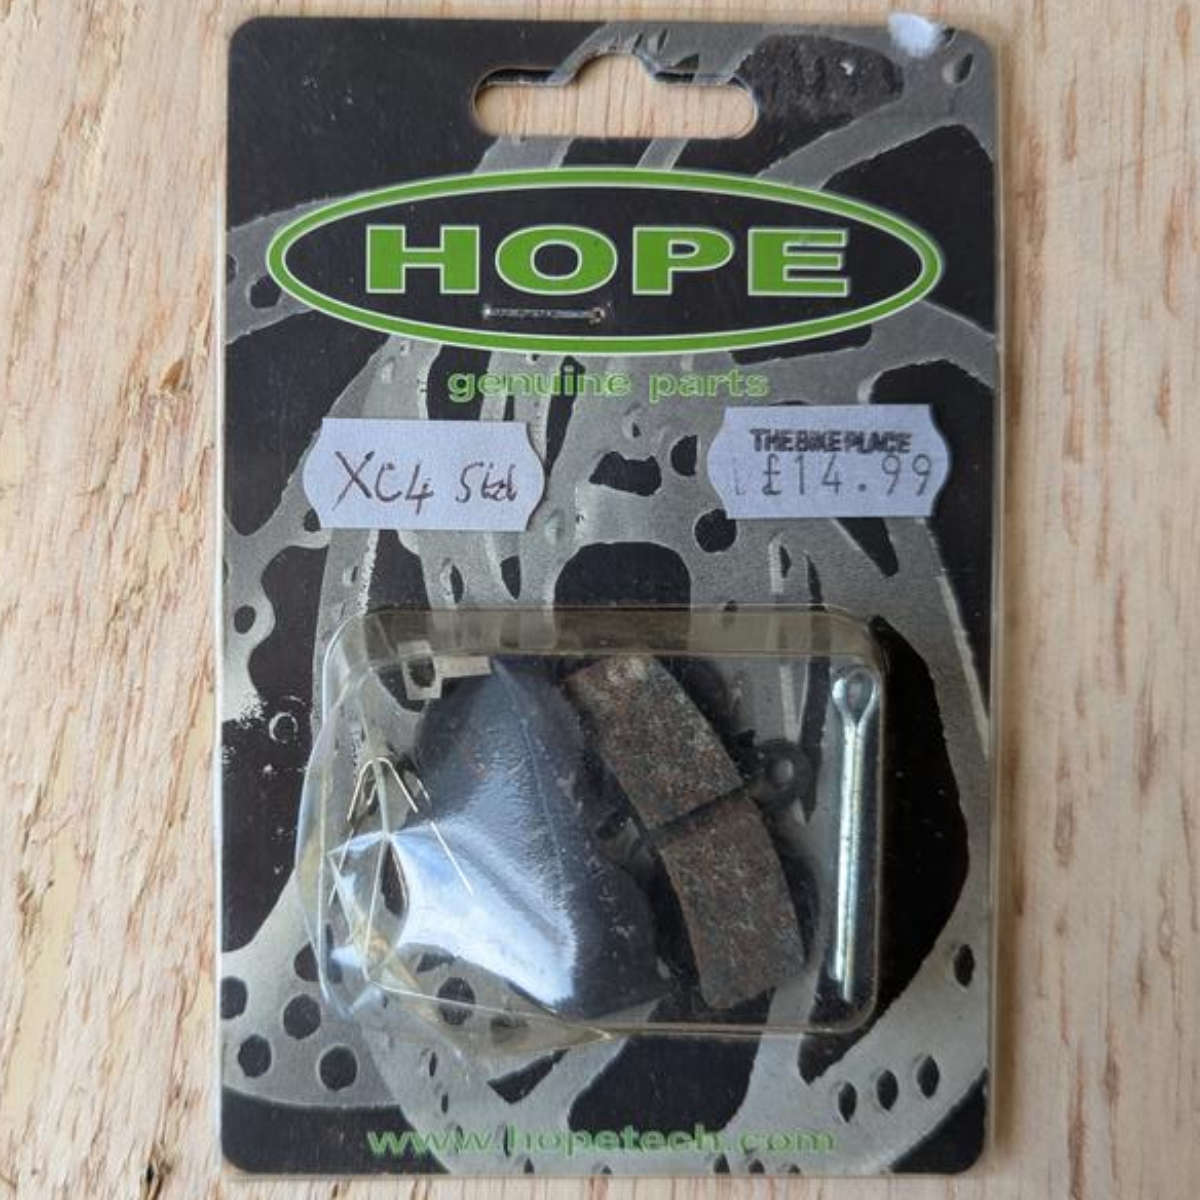 HOPE
genuine parts
XC4 Std
THE BIKE PLACE
£14.99
www.hopetech.com